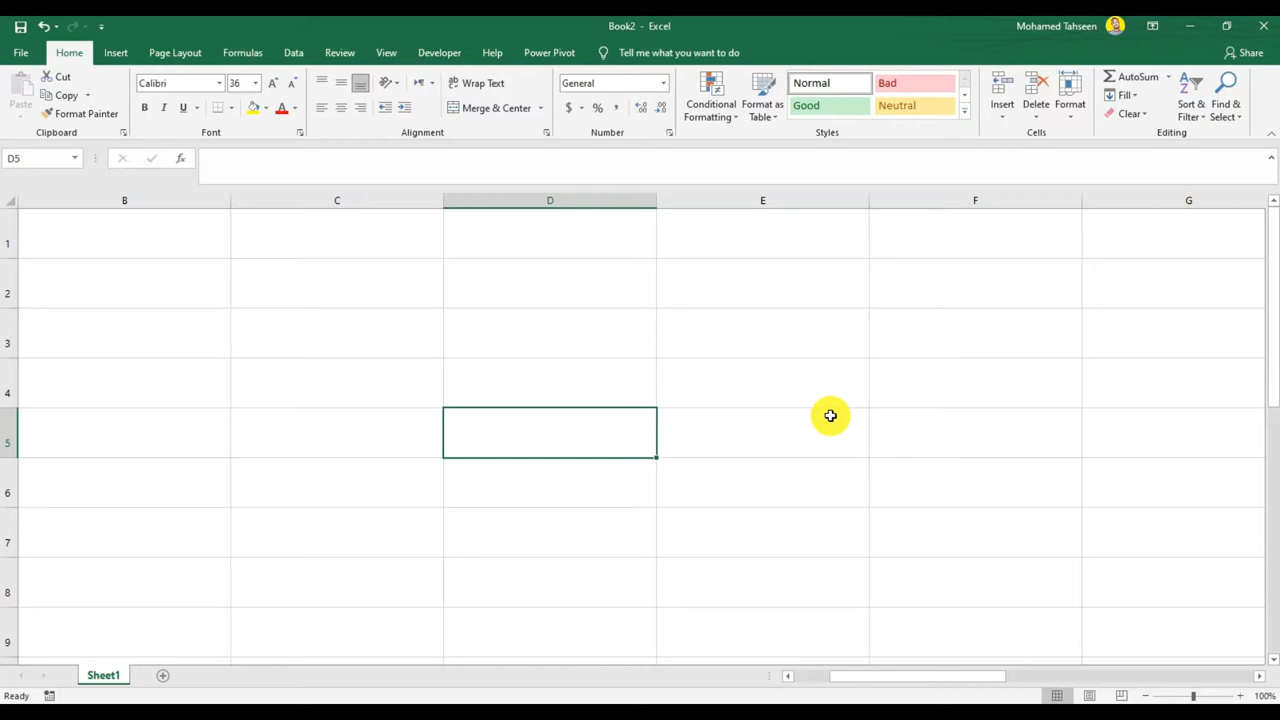 Book2 - Excel
Mohamed Tahseen
File Home Insert Page Layout Formulas Data Review View Developer Help Power Pivot Tell me what you want to do Share
Paste
Cut
Copy
Format Painter
Clipboard
Calibri 36
B I U
Font
Wrap Text
Merge & Center
Alignment
General
$ % ,
Number
Conditional Formatting
Format as Table
Normal Bad
Good Neutral
Styles
Insert Delete Format
Cells
AutoSum
Fill
Clear
Sort & Filter
Find & Select
Editing
D5 fx
B C D E F G
1
2
3
4
5
6
7
8
9
Sheet1
Ready 100%